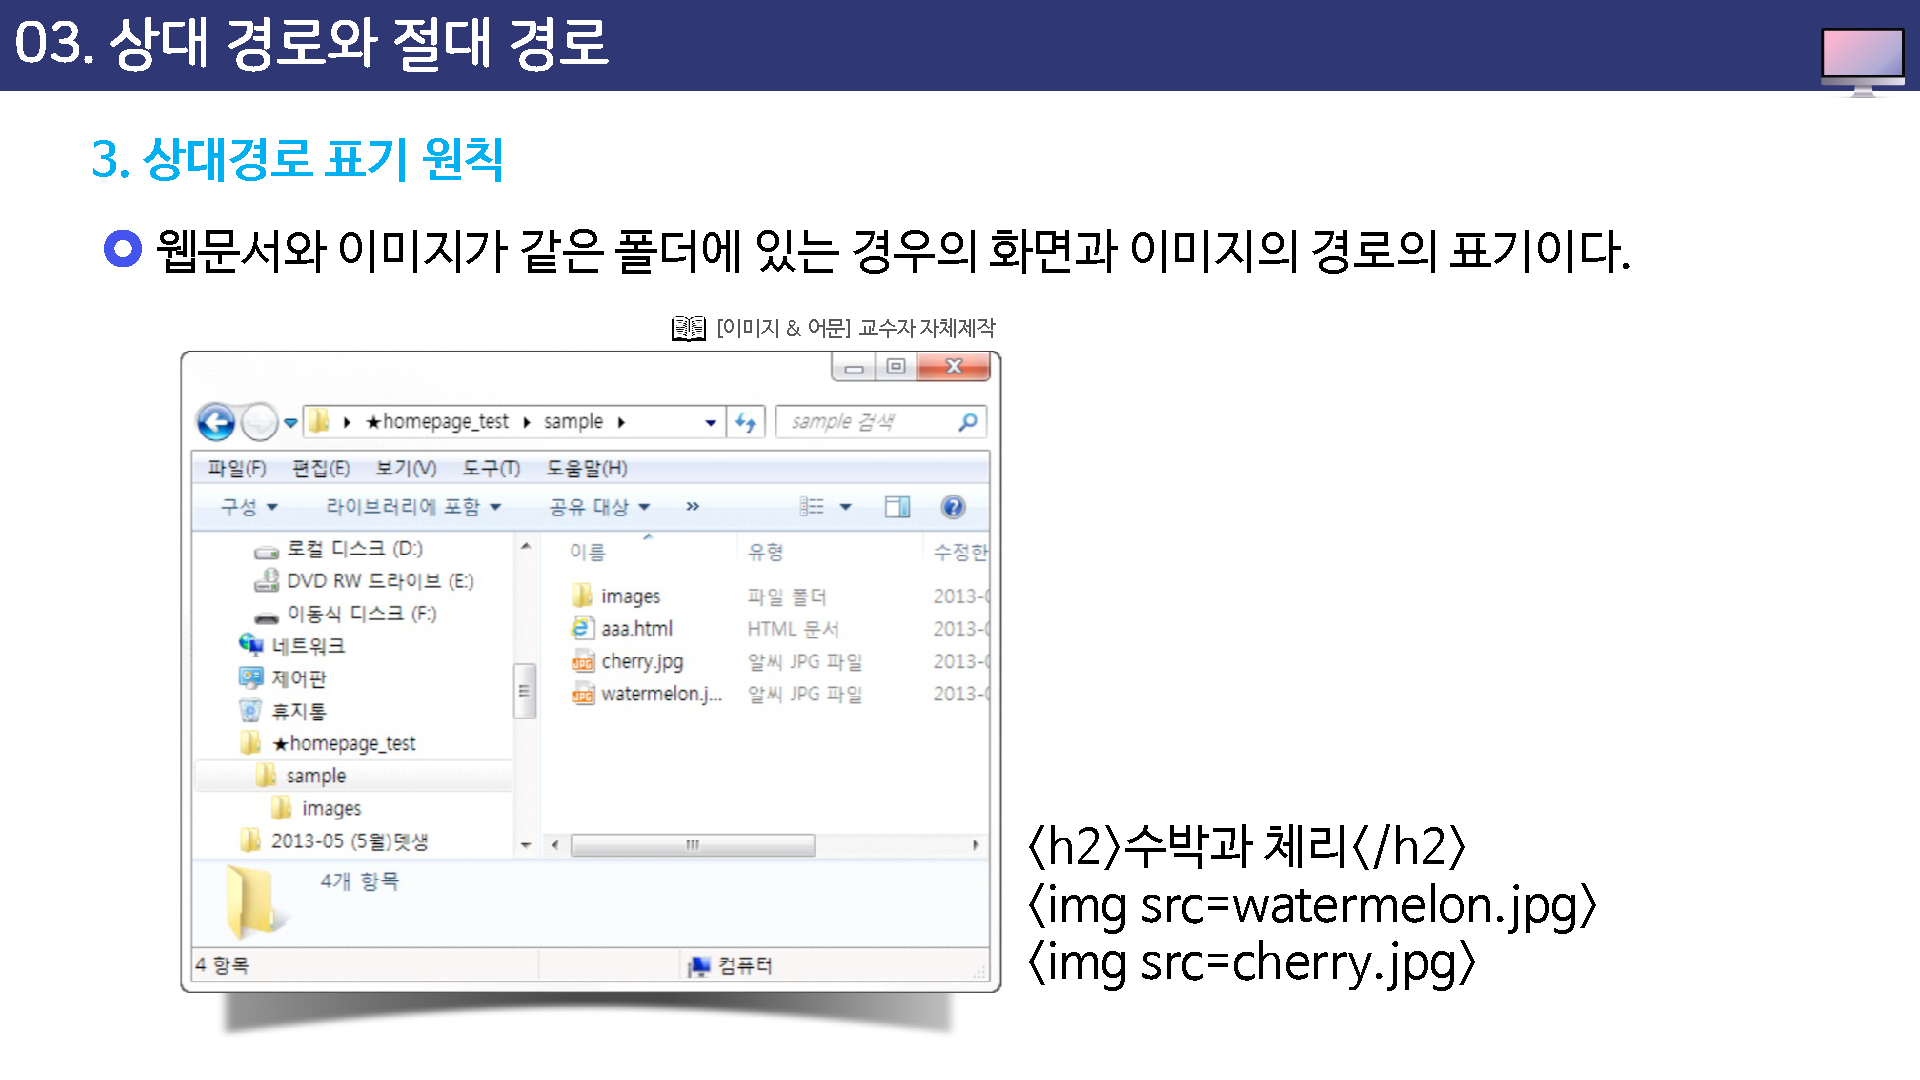 03. 상대 경로와 절대 경로
3. 상대경로 표기 원칙
웹문서와 이미지가 같은 폴더에 있는 경우의 화면과 이미지의 경로의 표기이다.
[이미지 & 어문] 교수자 자체제작
★homepage_test sample
sample 검색
파일(F) 편집(E) 보기(V) 도구(T) 도움말(H)
구성 라이브러리에 포함 공유 대상 »
로컬 디스크 (D:)
DVD RW 드라이브 (E:)
이동식 디스크 (F:)
네트워크
제어판
휴지통
★homepage_test
sample
images
2013-05 (5월)뎃생
이름 유형 수정한
images 파일 폴더 2013-0
aaa.html HTML 문서 2013-0
cherry.jpg 알씨 JPG 파일 2013-0
watermelon.j... 알씨 JPG 파일 2013-0
4개 항목
4 항목 컴퓨터
<h2>수박과 체리</h2>
<img src=watermelon.jpg>
<img src=cherry.jpg>